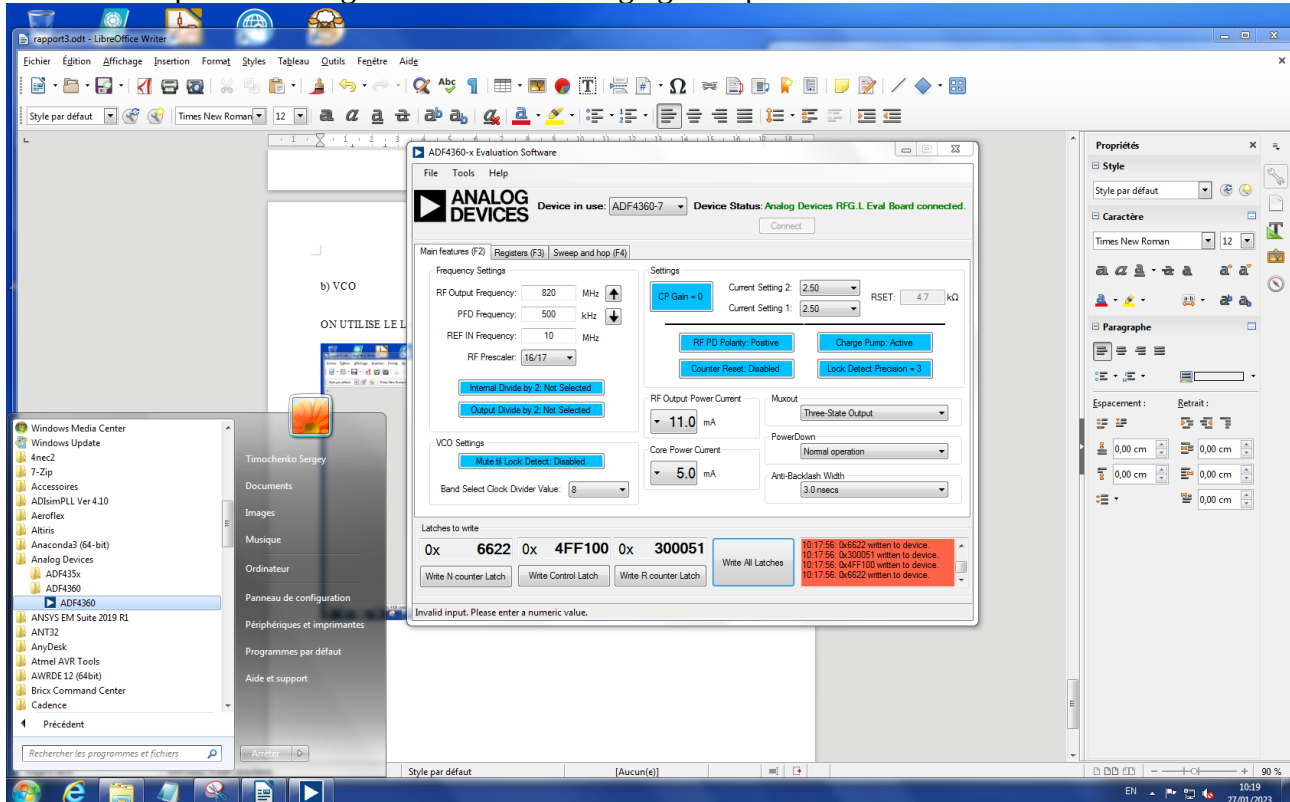 rapport3.odt - LibreOffice Writer
Fichier Édition Affichage Insertion Format Styles Tableau Outils Fenêtre Aide
Style par défaut Times New Roman 12
b) VCO
ON UTILISE LE L
ADF4360-x Evaluation Software
File Tools Help
ANALOG DEVICES
Device in use: ADF4360-7 Device Status: Analog Devices RFG.L Eval Board connected.
Connect
Main features (F2) Registers (F3) Sweep and hop (F4)
Frequency Settings
RF Output Frequency: 820 MHz
PFD Frequency: 500 kHz
REF IN Frequency: 10 MHz
RF Prescaler: 16/17
Internal Divide by 2: Not Selected
Output Divide by 2: Not Selected
VCO Settings
Mute til Lock Detect: Disabled
Band Select Clock Divider Value: 8
Settings
CP Gain = 0
Current Setting 2: 2.50
Current Setting 1: 2.50
RSET: 4.7 kΩ
RF PD Polarity: Positive
Charge Pump: Active
Counter Reset: Disabled
Lock Detect Precision = 3
RF Output Power Current
11.0 mA
Core Power Current
5.0 mA
Muxout
Three-State Output
PowerDown
Normal operation
Anti-Backlash Width
3.0 nsecs
Latches to write
0x 6622 0x 4FF100 0x 300051
Write N counter Latch Write Control Latch Write R counter Latch
Write All Latches
10:17:56: 0x6622 written to device.
10:17:56: 0x300051 written to device.
10:17:56: 0x4FF100 written to device.
10:17:56: 0x6622 written to device.
Invalid input. Please enter a numeric value.
Propriétés
Style
Style par défaut
Caractère
Times New Roman 12
Paragraphe
Espacement: Retrait :
0,00 cm 0,00 cm
0,00 cm 0,00 cm
0,00 cm
Windows Media Center
Windows Update
4nec2
7-Zip
Accessoires
ADIsimPLL Ver 4.10
Aeroflex
Altiris
Anaconda3 (64-bit)
Analog Devices
ADF435x
ADF4360
ADF4360
ANSYS EM Suite 2019 R1
ANT32
AnyDesk
Atmel AVR Tools
AWRDE 12 (64bit)
Bricx Command Center
Cadence
Précédent
Rechercher les programmes et fichiers
Timochenko Sergey
Documents
Images
Musique
Ordinateur
Panneau de configuration
Périphériques et imprimantes
Programmes par défaut
Aide et support
Arrêter
Style par défaut [Aucun(e)] 90 %
EN 10:19
27/01/2023